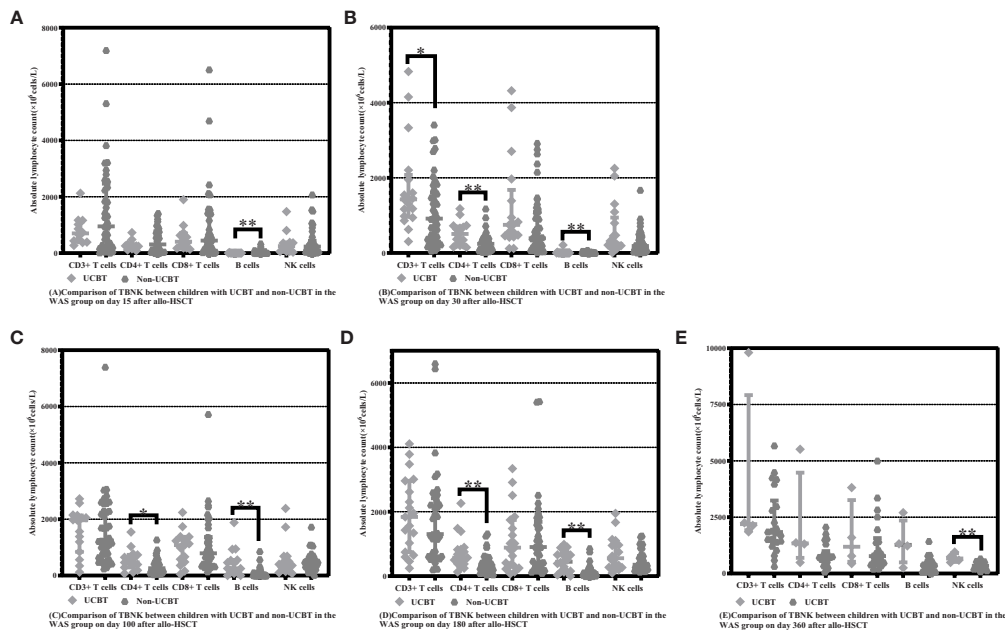 A
Absolute lymphocyte count(×10⁶cells/L)
8000
6000
4000
2000
0
**
CD3+ T cells CD4+ T cells CD8+ T cells B cells NK cells
UCBT Non-UCBT
(A)Comparison of TBNK between children with UCBT and non-UCBT in the
WAS group on day 15 after allo-HSCT
B
Absolute lymphocyte count(×10⁶cells/L)
6000
4000
2000
0
*
**
**
CD3+ T cells CD4+ T cells CD8+ T cells B cells NK cells
UCBT Non-UCBT
(B)Comparison of TBNK between children with UCBT and non-UCBT in the
WAS group on day 30 after allo-HSCT
C
Absolute lymphocyte count(×10⁶cells/L)
8000
6000
4000
2000
0
*
**
CD3+ T cells CD4+ T cells CD8+ T cells B cells NK cells
UCBT Non-UCBT
(C)Comparison of TBNK between children with UCBT and non-UCBT in the
WAS group on day 100 after allo-HSCT
D
Absolute lymphocyte count(×10⁶cells/L)
6000
4000
2000
0
**
**
CD3+ T cells CD4+ T cells CD8+ T cells B cells NK cells
UCBT Non-UCBT
(D)Comparison of TBNK between children with UCBT and non-UCBT in the
WAS group on day 180 after allo-HSCT
E
Absolute lymphocyte count(×10⁶cells/L)
10000
7500
5000
2500
0
**
CD3+ T cells CD4+ T cells CD8+ T cells B cells NK cells
UCBT UCBT
(E)Comparison of TBNK between children with UCBT and non-UCBT in the
WAS group on day 360 after allo-HSCT